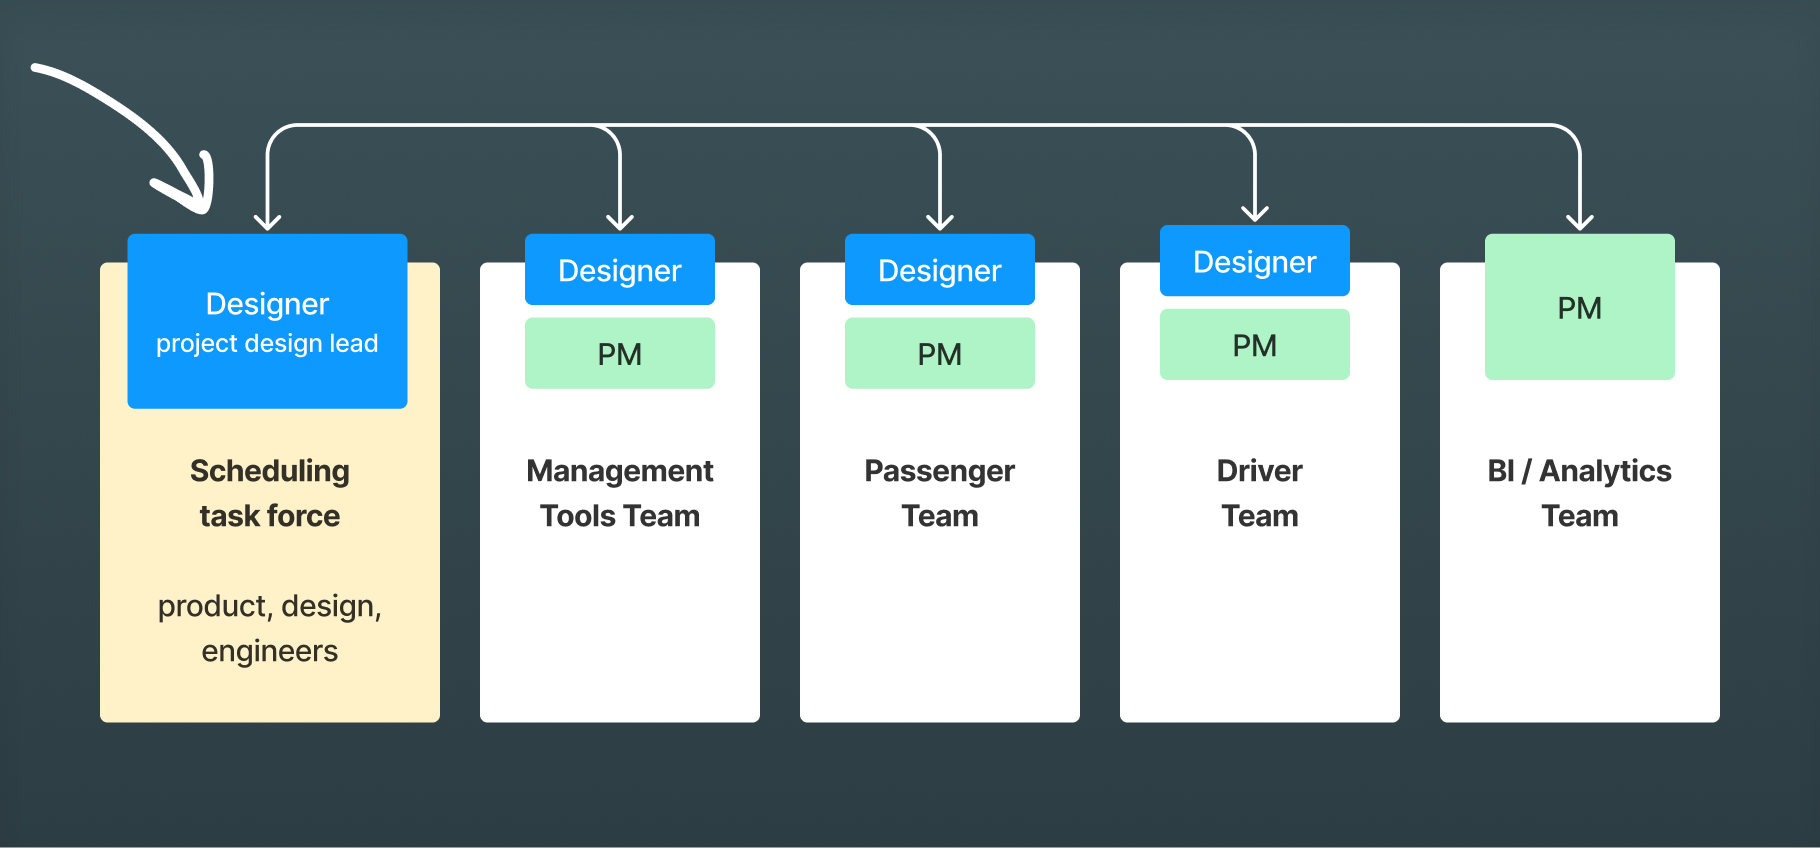 Designer
project design lead
Scheduling
task force
product, design,
engineers
Designer
PM
Management
Tools Team
Designer
PM
Passenger
Team
Designer
PM
Driver
Team
PM
BI / Analytics
Team